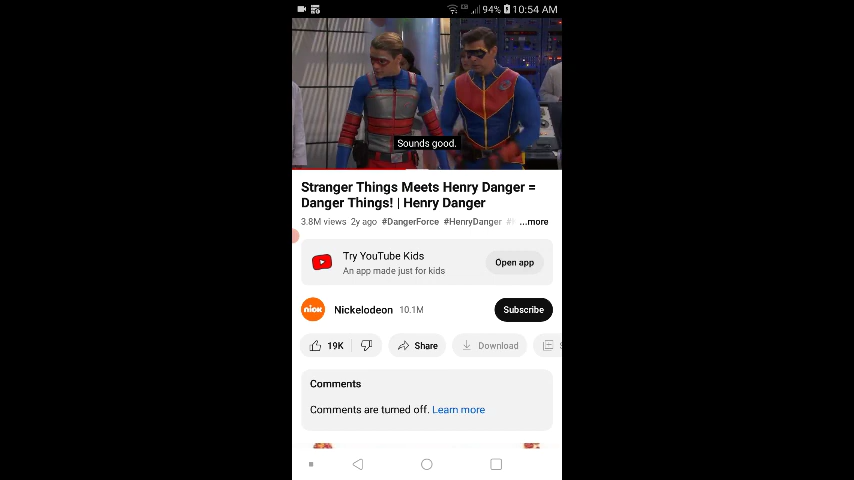 94% 10:54 AM
Sounds good.
Stranger Things Meets Henry Danger =
Danger Things! | Henry Danger
3.8M views 2y ago #DangerForce #HenryDanger ...more
Try YouTube Kids
An app made just for kids
Open app
nick
Nickelodeon 10.1M
Subscribe
19K
Share
Download
Comments
Comments are turned off. Learn more